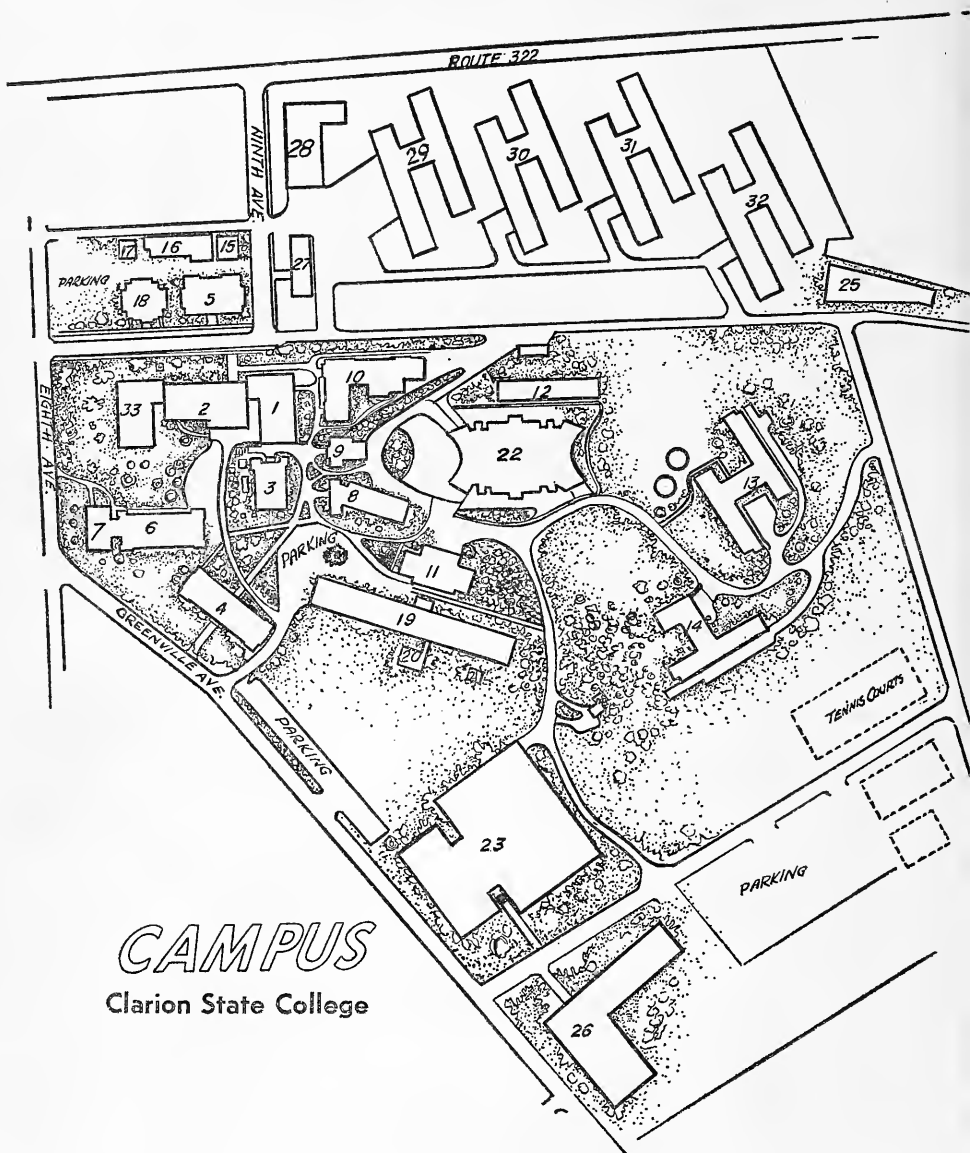 ROUTE 322
NINTH AVE.
28
29
30
31
32
17
16
15
27
PARKING
18
5
25
EIGHTH AVE.
33
2
1
10
12
9
22
3
8
13
7
6
PARKING
11
4
19
14
20
21
GREENVILLE AVE.
TENNIS COURTS
PARKING
23
PARKING
CAMPUS
Clarion State College
26